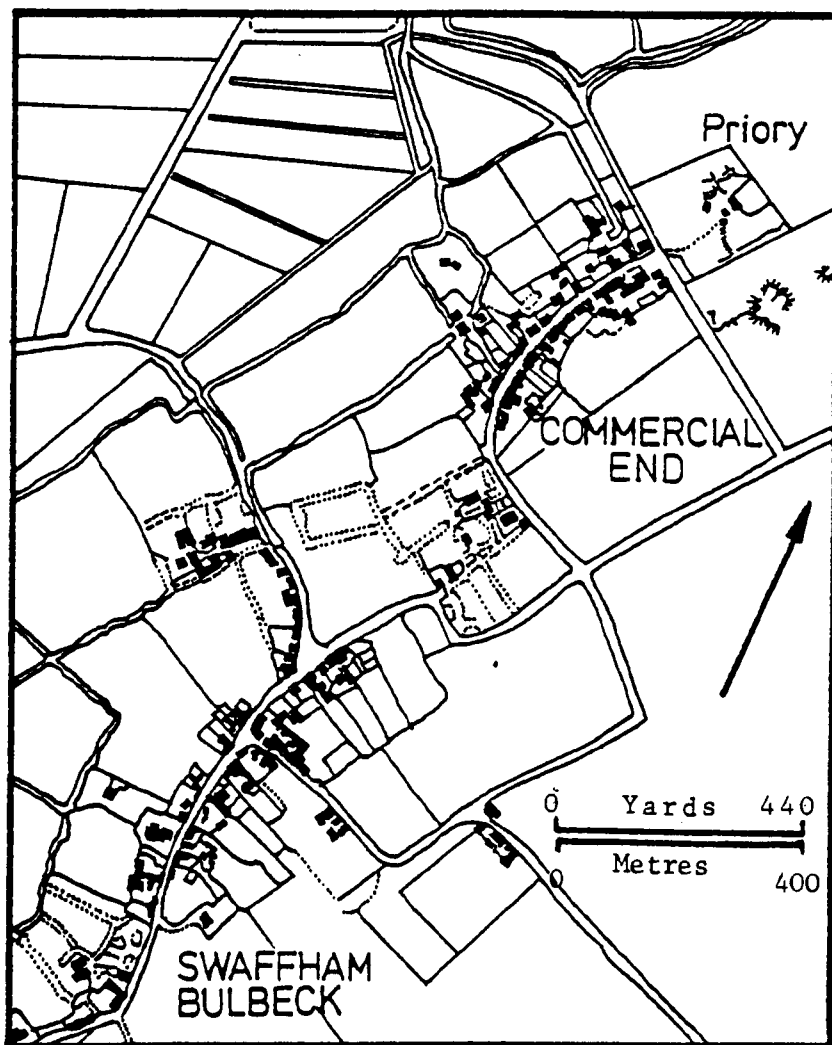 Priory
COMMERCIAL
END
0 Yards 440
Metres
0 400
SWAFFHAM
BULBECK